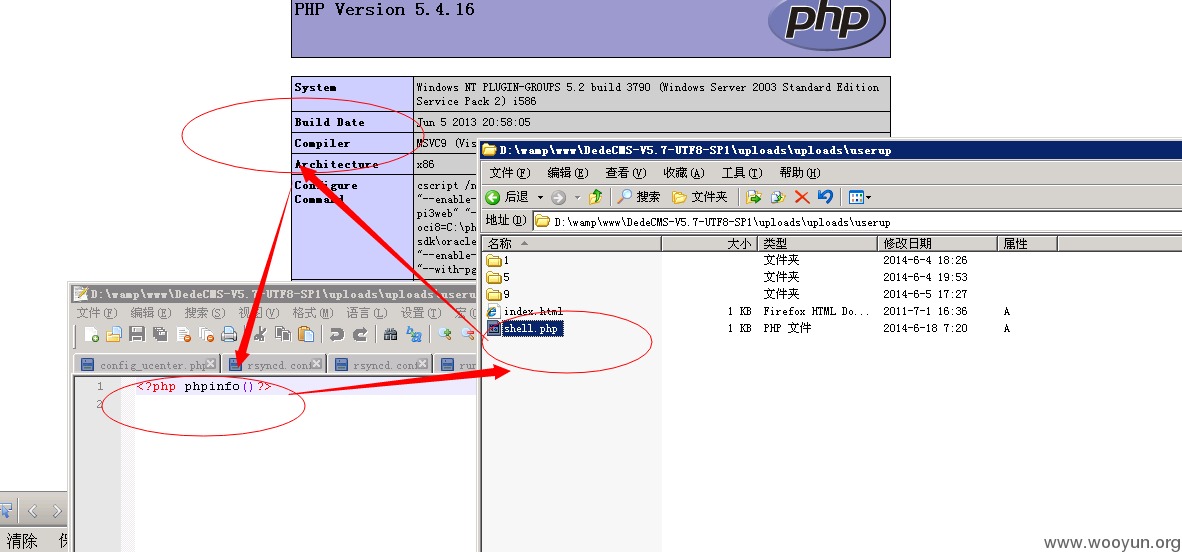 PHP Version 5.4.16
php
System
Windows NT PLUGIN-GROUPS 5.2 build 3790 (Windows Server 2003 Standard Edition
Service Pack 2) i586
Build Date
Jun 5 2013 20:58:05
Compiler
MSVC9 (Vis
Architecture
x86
Configure
Command
cscript /n
"--enable-
pi3web" "-
oci8=C:\ph
sdk\oracle
"--enable-
"--with-pg
D:\wamp\www\DedeCMS-V5.7-UTF8-SP1\uploads\uploads\userup
文件(F) 编辑(E) 查看(V) 收藏(A) 工具(T) 帮助(H)
后退 搜索 文件夹
地址(D) D:\wamp\www\DedeCMS-V5.7-UTF8-SP1\uploads\uploads\userup
名称 大小 类型 修改日期 属性
1 文件夹 2014-6-4 18:26
5 文件夹 2014-6-4 19:53
9 文件夹 2014-6-5 17:27
index.html 1 KB Firefox HTML Do... 2011-7-1 16:36 A
shell.php 1 KB PHP 文件 2014-6-18 7:20 A
D:\wamp\www\DedeCMS-V5.7-UTF8-SP1\uploads\uploads\userup
文件(F) 编辑(E) 搜索(S) 视图(V) 格式(M) 语言(L) 设置(T) 宏(
config_ucenter.php rsyncd.conf rsyncd.conf
1 <?php phpinfo()?>
2
清除
www.wooyun.org